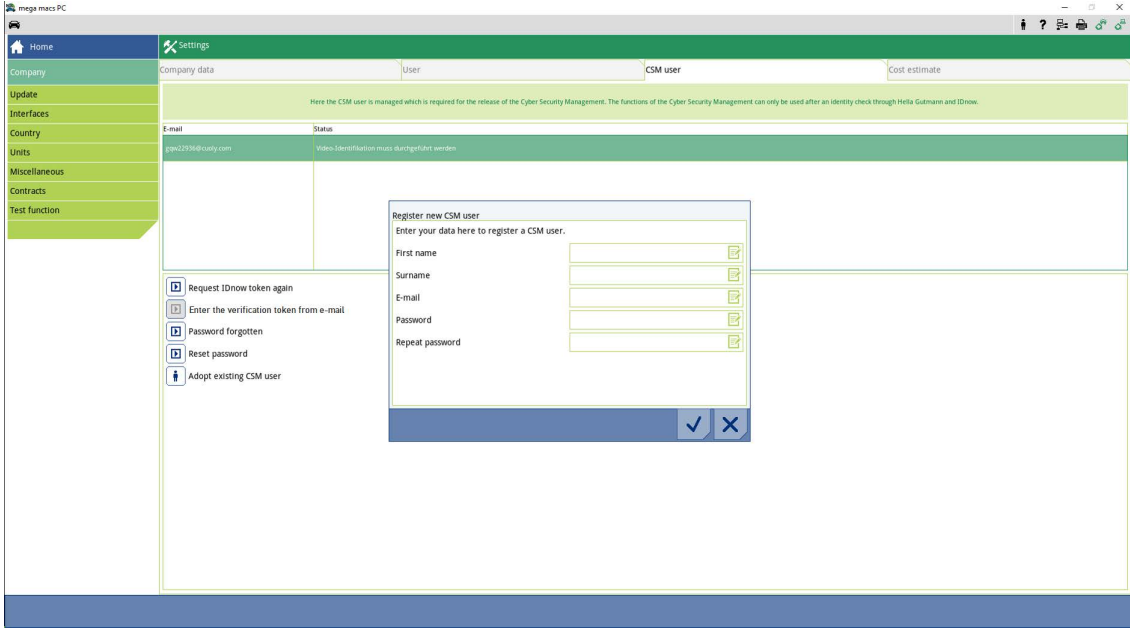 mega macs PC
Home
Settings
Company
Company data
User
CSM user
Cost estimate
Update
Interfaces
Country
Units
Miscellaneous
Contracts
Test function
Here the CSM user is managed which is required for the release of the Cyber Security Management. The functions of the Cyber Security Management can only be used after an identity check through Hella Gutmann and IDnow.
E-mail
Status
gqw22936@cuoly.com
Video-Identifikation muss durchgeführt werden
Register new CSM user
Enter your data here to register a CSM user.
First name
Surname
E-mail
Password
Repeat password
Request IDnow token again
Enter the verification token from e-mail
Password forgotten
Reset password
Adopt existing CSM user